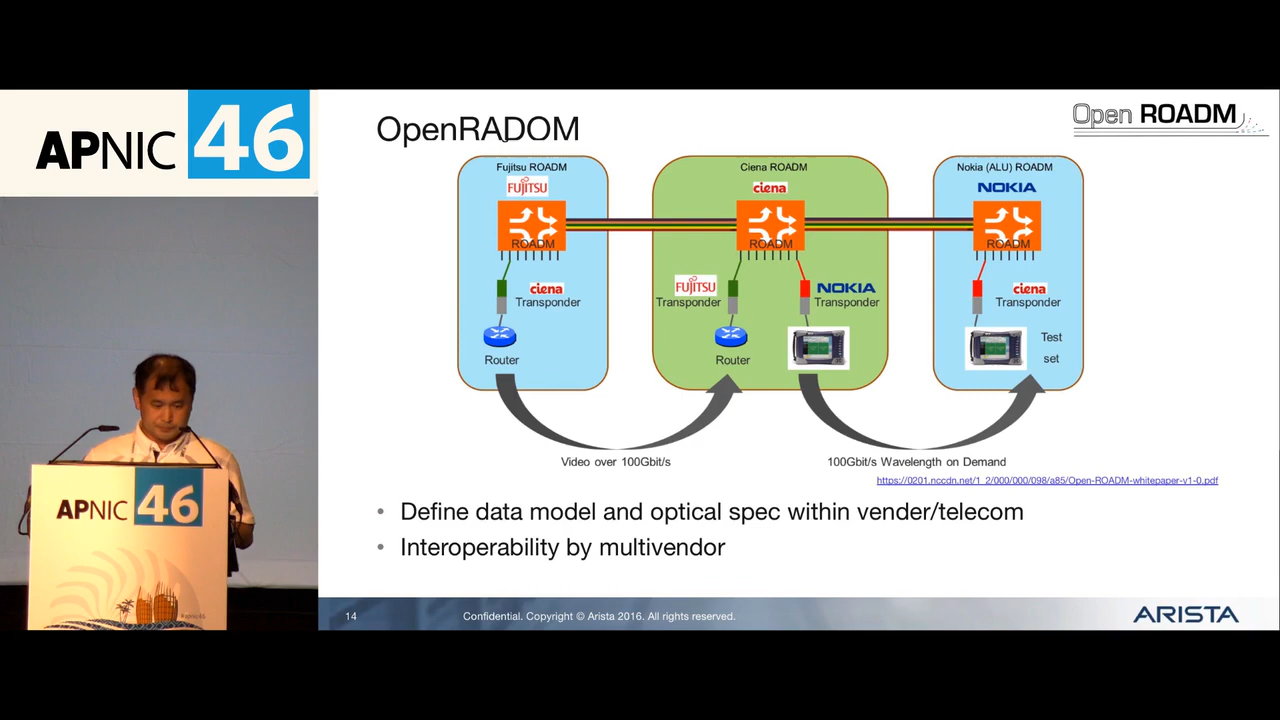 APNIC 46
OpenRADOM
Open ROADM
Fujitsu ROADM
Ciena ROADM
Nokia (ALU) ROADM
FUJITSU
ciena
NOKIA
ROADM
ROADM
ROADM
ciena
Transponder
FUJITSU
Transponder
NOKIA
Transponder
ciena
Transponder
Router
Router
Test
set
Video over 100Gbit/s
100Gbit/s Wavelength on Demand
https://0201.nccdn.net/1_2/000/000/098/a85/Open-ROADM-whitepaper-v1-0.pdf
• Define data model and optical spec within vender/telecom
• Interoperability by multivendor
14
Confidential. Copyright © Arista 2016. All rights reserved.
ARISTA
APNIC 46